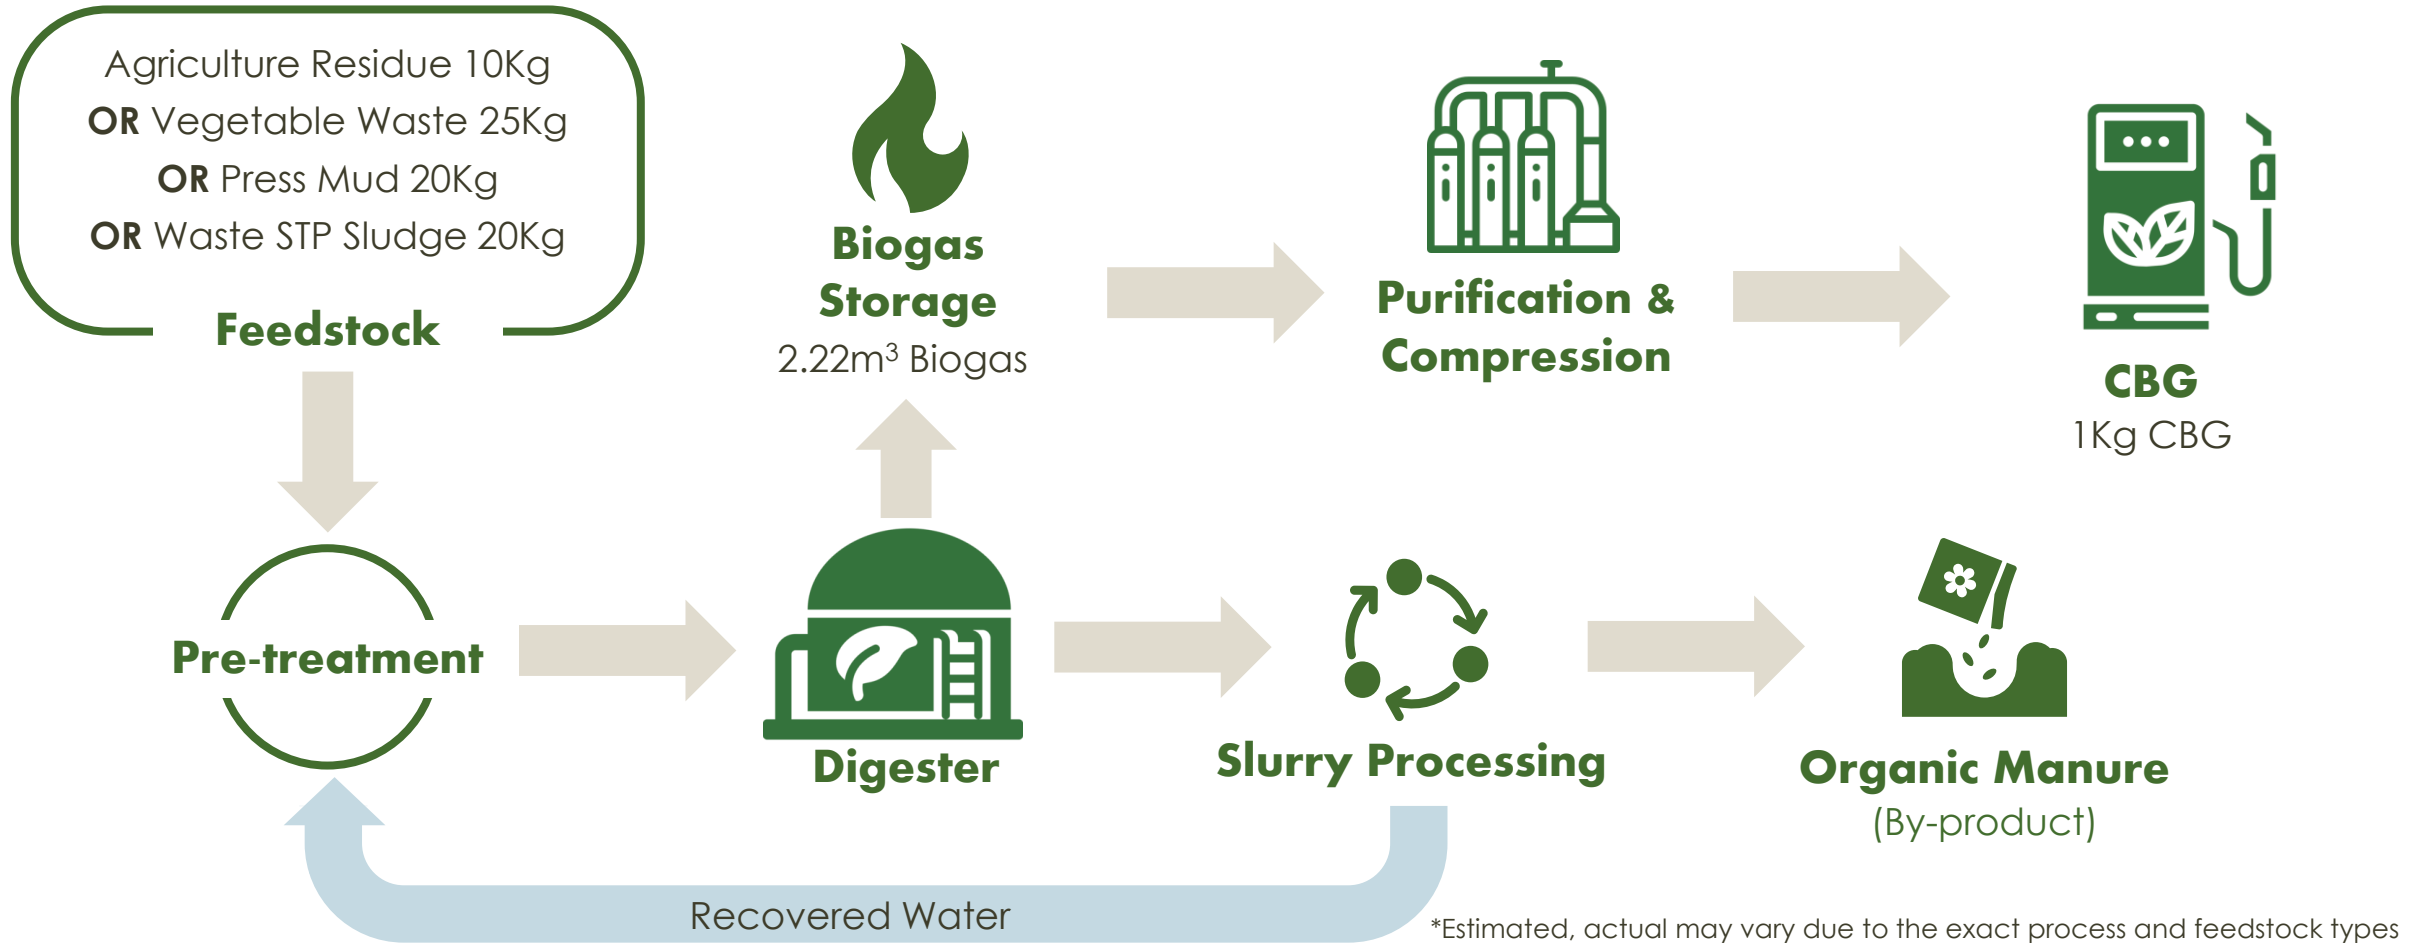 Agriculture Residue 10Kg
OR Vegetable Waste 25Kg
OR Press Mud 20Kg
OR Waste STP Sludge 20Kg
Feedstock
Biogas
Storage
2.22m³ Biogas
Purification &
Compression
CBG
1Kg CBG
Pre-treatment
Digester
Slurry Processing
Organic Manure
(By-product)
Recovered Water
*Estimated, actual may vary due to the exact process and feedstock types